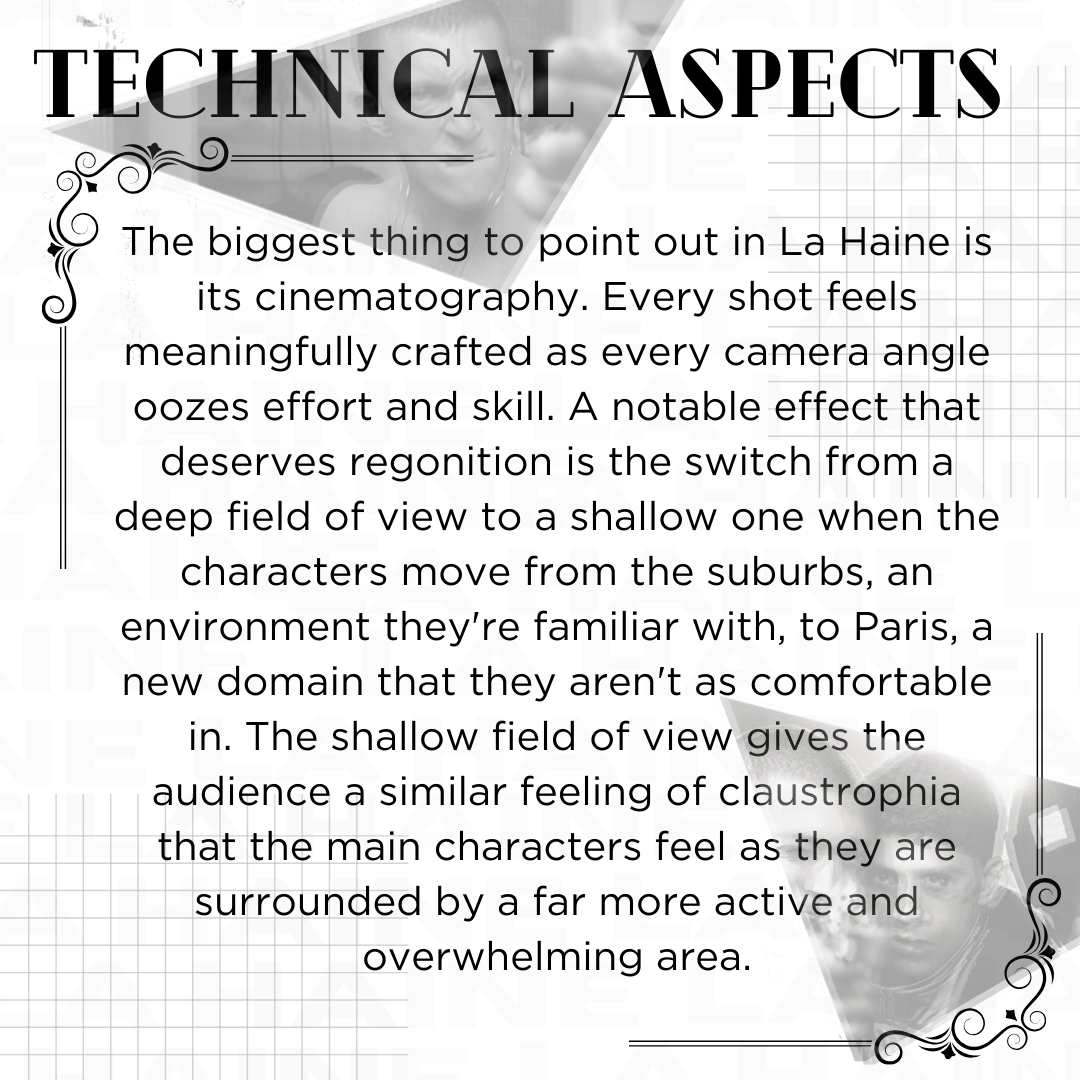 TECHNICAL ASPECTS
The biggest thing to point out in La Haine is
its cinematography. Every shot feels
meaningfully crafted as every camera angle
oozes effort and skill. A notable effect that
deserves regonition is the switch from a
deep field of view to a shallow one when the
characters move from the suburbs, an
environment they're familiar with, to Paris, a
new domain that they aren't as comfortable
in. The shallow field of view gives the
audience a similar feeling of claustrophia
that the main characters feel as they are
surrounded by a far more active and
overwhelming area.